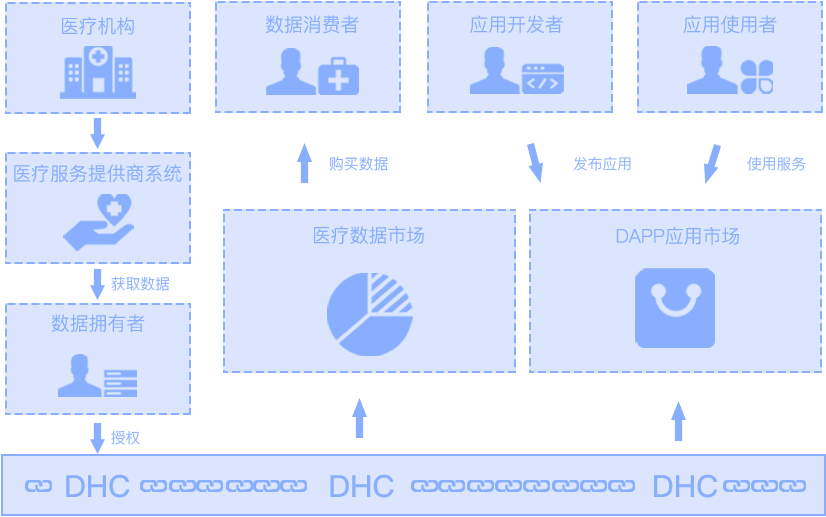 医疗机构
数据消费者
应用开发者
应用使用者
购买数据
发布应用
使用服务
医疗服务提供商系统
医疗数据市场
DAPP应用市场
获取数据
数据拥有者
授权
DHC
DHC
DHC